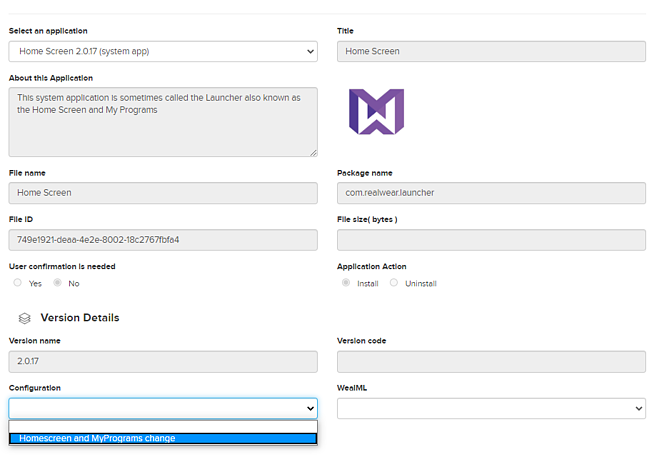 Select an application
Title
Home Screen 2.0.17 (system app)
Home Screen
About this Application
This system application is sometimes called the Launcher also known as
the Home Screen and My Programs
File name
Package name
Home Screen
com.realwear.launcher
File ID
File size( bytes )
749e1921-deaa-4e2e-8002-18c2767fbfa4
User confirmation is needed
Application Action
Yes No
Install Uninstall
Version Details
Version name
Version code
2.0.17
Configuration
WearML
Homescreen and MyPrograms change